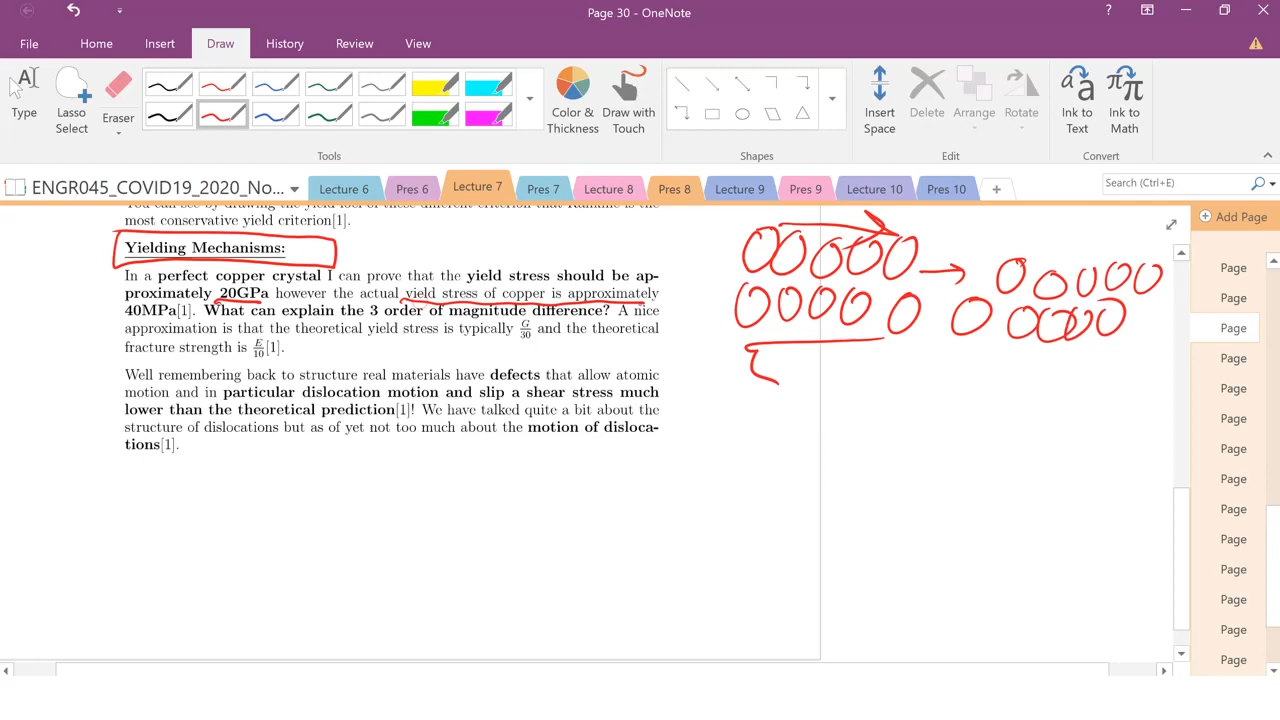 Page 30 - OneNote
File Home Insert Draw History Review View
Type
Lasso Select
Eraser
Color & Thickness
Draw with Touch
Insert Space
Delete
Arrange
Rotate
Ink to Text
Ink to Math
Tools
Shapes
Edit
Convert
ENGR045_COVID19_2020_No...
Lecture 6
Pres 6
Lecture 7
Pres 7
Lecture 8
Pres 8
Lecture 9
Pres 9
Lecture 10
Pres 10
Search (Ctrl+E)
Add Page
most conservative yield criterion[1].
Yielding Mechanisms:
In a perfect copper crystal I can prove that the yield stress should be ap-
proximately 20GPa however the actual yield stress of copper is approximately
40MPa[1]. What can explain the 3 order of magnitude difference? A nice
approximation is that the theoretical yield stress is typically G/30 and the theoretical
fracture strength is E/10[1].
Well remembering back to structure real materials have defects that allow atomic
motion and in particular dislocation motion and slip a shear stress much
lower than the theoretical prediction[1]! We have talked quite a bit about the
structure of dislocations but as of yet not too much about the motion of disloca-
tions[1].
Page
Page
Page
Page
Page
Page
Page
Page
Page
Page
Page
Page
Page
Page